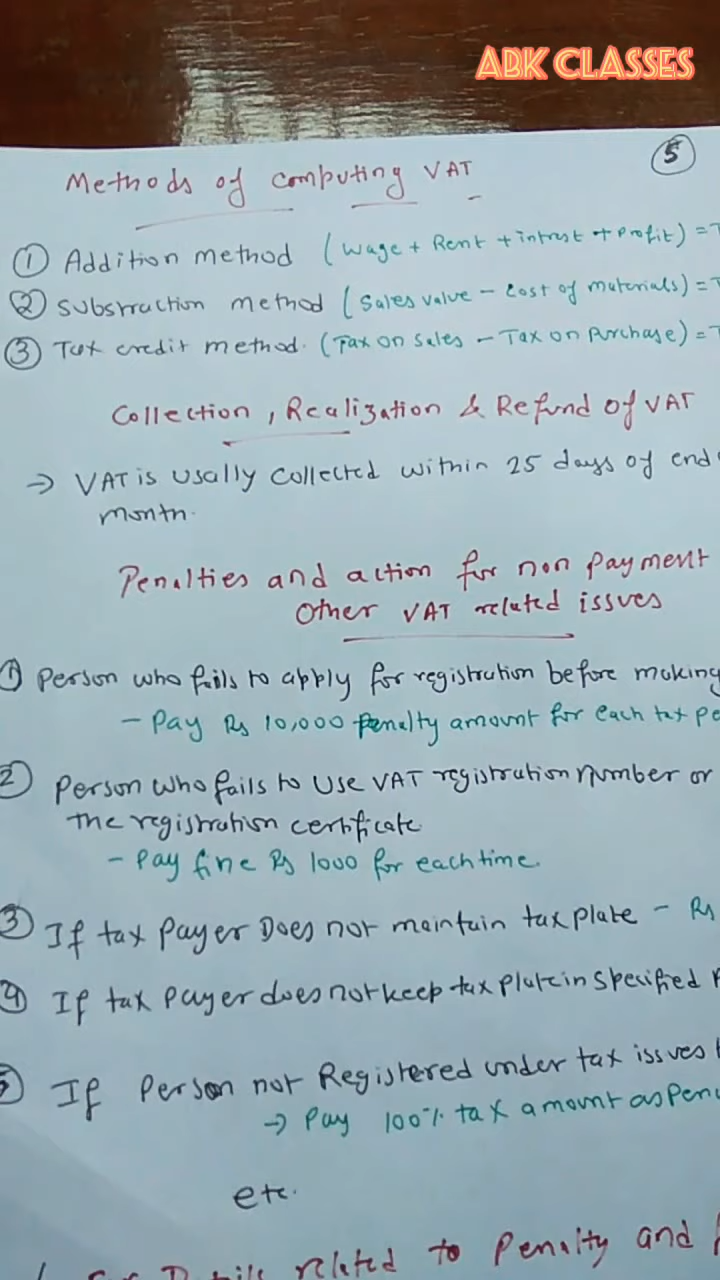 ABK CLASSES
5
Methods of computing VAT
① Addition method (Wage + Rent + intrest + Profit) =
② Substraction method (Sales value - Cost of materials) =
③ Tax credit method. (Tax on Sales - Tax on Purchase) =
Collection, Realization & Refund of VAT
→ VAT is usally collected within 25 days of end
month.
Penalties and action for non payment
Other VAT related issues
① Person who fails to apply for registration before making
- Pay Rs 10,000 Penalty amount for each tax
② Person who fails to use VAT registration number or
the registration certificate
- Pay fine Rs 1000 for each time.
③ If tax payer Does not maintain tax plate - Rs
④ If tax payer does not keep tax plate in specified
⑤ If Person not Registered under tax issues
→ Pay 100% tax amount as
etc.
related to Penalty and